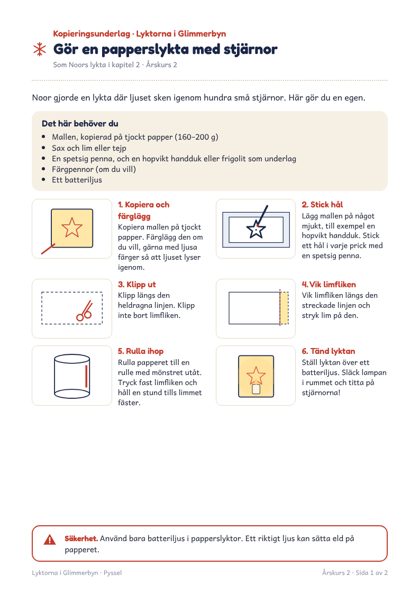 Kopieringsunderlag · Lyktorna i Glimmerbyn
Gör en papperslykta med stjärnor
Som Noors lykta i kapitel 2 · Årskurs 2
Noor gjorde en lykta där ljuset sken igenom hundra små stjärnor. Här gör du en egen.
Det här behöver du
• Mallen, kopierad på tjockt papper (160–200 g)
• Sax och lim eller tejp
• En spetsig penna, och en hopvikt handduk eller frigolit som underlag
• Färgpennor (om du vill)
• Ett batteriljus
1. Kopiera och
färglägg
Kopiera mallen på tjockt
papper. Färglägg den om
du vill, gärna med ljusa
färger så att ljuset lyser
igenom.
2. Stick hål
Lägg mallen på något
mjukt, till exempel en
hopvikt handduk. Stick
ett hål i varje prick med
en spetsig penna.
3. Klipp ut
Klipp längs den
heldragna linjen. Klipp
inte bort limfliken.
4. Vik limfliken
Vik limfliken längs den
streckade linjen och
stryk lim på den.
5. Rulla ihop
Rulla papperet till en
rulle med mönstret utåt.
Tryck fast limfliken och
håll en stund tills limmet
fäster.
6. Tänd lyktan
Ställ lyktan över ett
batteriljus. Släck lampan
i rummet och titta på
stjärnorna!
Säkerhet. Använd bara batteriljus i papperslyktor. Ett riktigt ljus kan sätta eld på
papperet.
Lyktorna i Glimmerbyn · Pyssel
Årskurs 2 · Sida 1 av 2